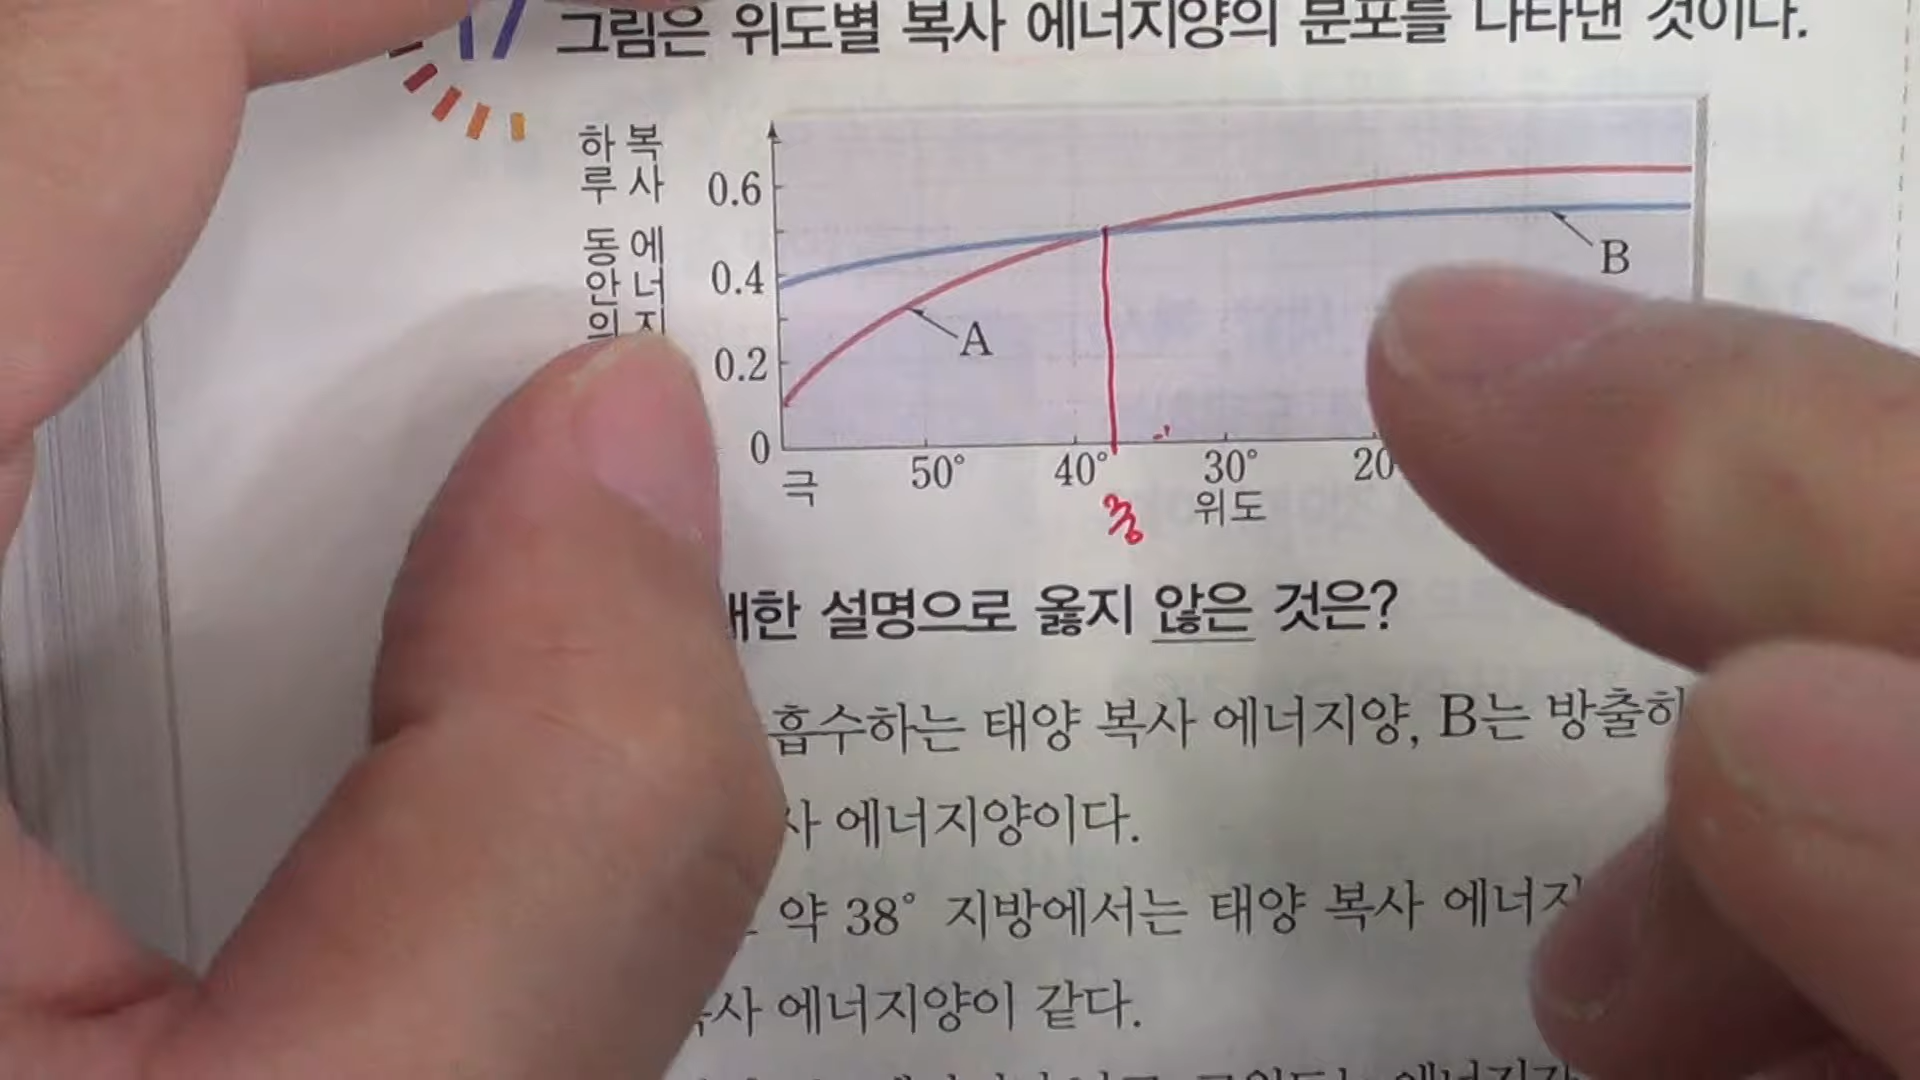 17 그림은 위도별 복사 에너지양의 분포를 나타낸 것이다.
하루 동안의
복사 에너지
0.6
0.4
0.2
0
A
B
극 50° 40° 30° 20
중
위도
대한 설명으로 옳지 않은 것은?
흡수하는 태양 복사 에너지양, B는 방출하
사 에너지양이다.
약 38° 지방에서는 태양 복사 에너지
복사 에너지양이 같다.